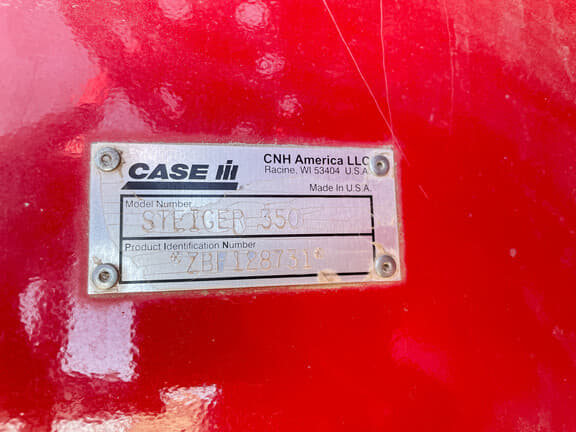 CASE IH
CNH America LLC
Racine, WI 53404 U.S.A.
Made in U.S.A.
Model Number
STEIGER 350
Product Identification Number
*ZBF128731*